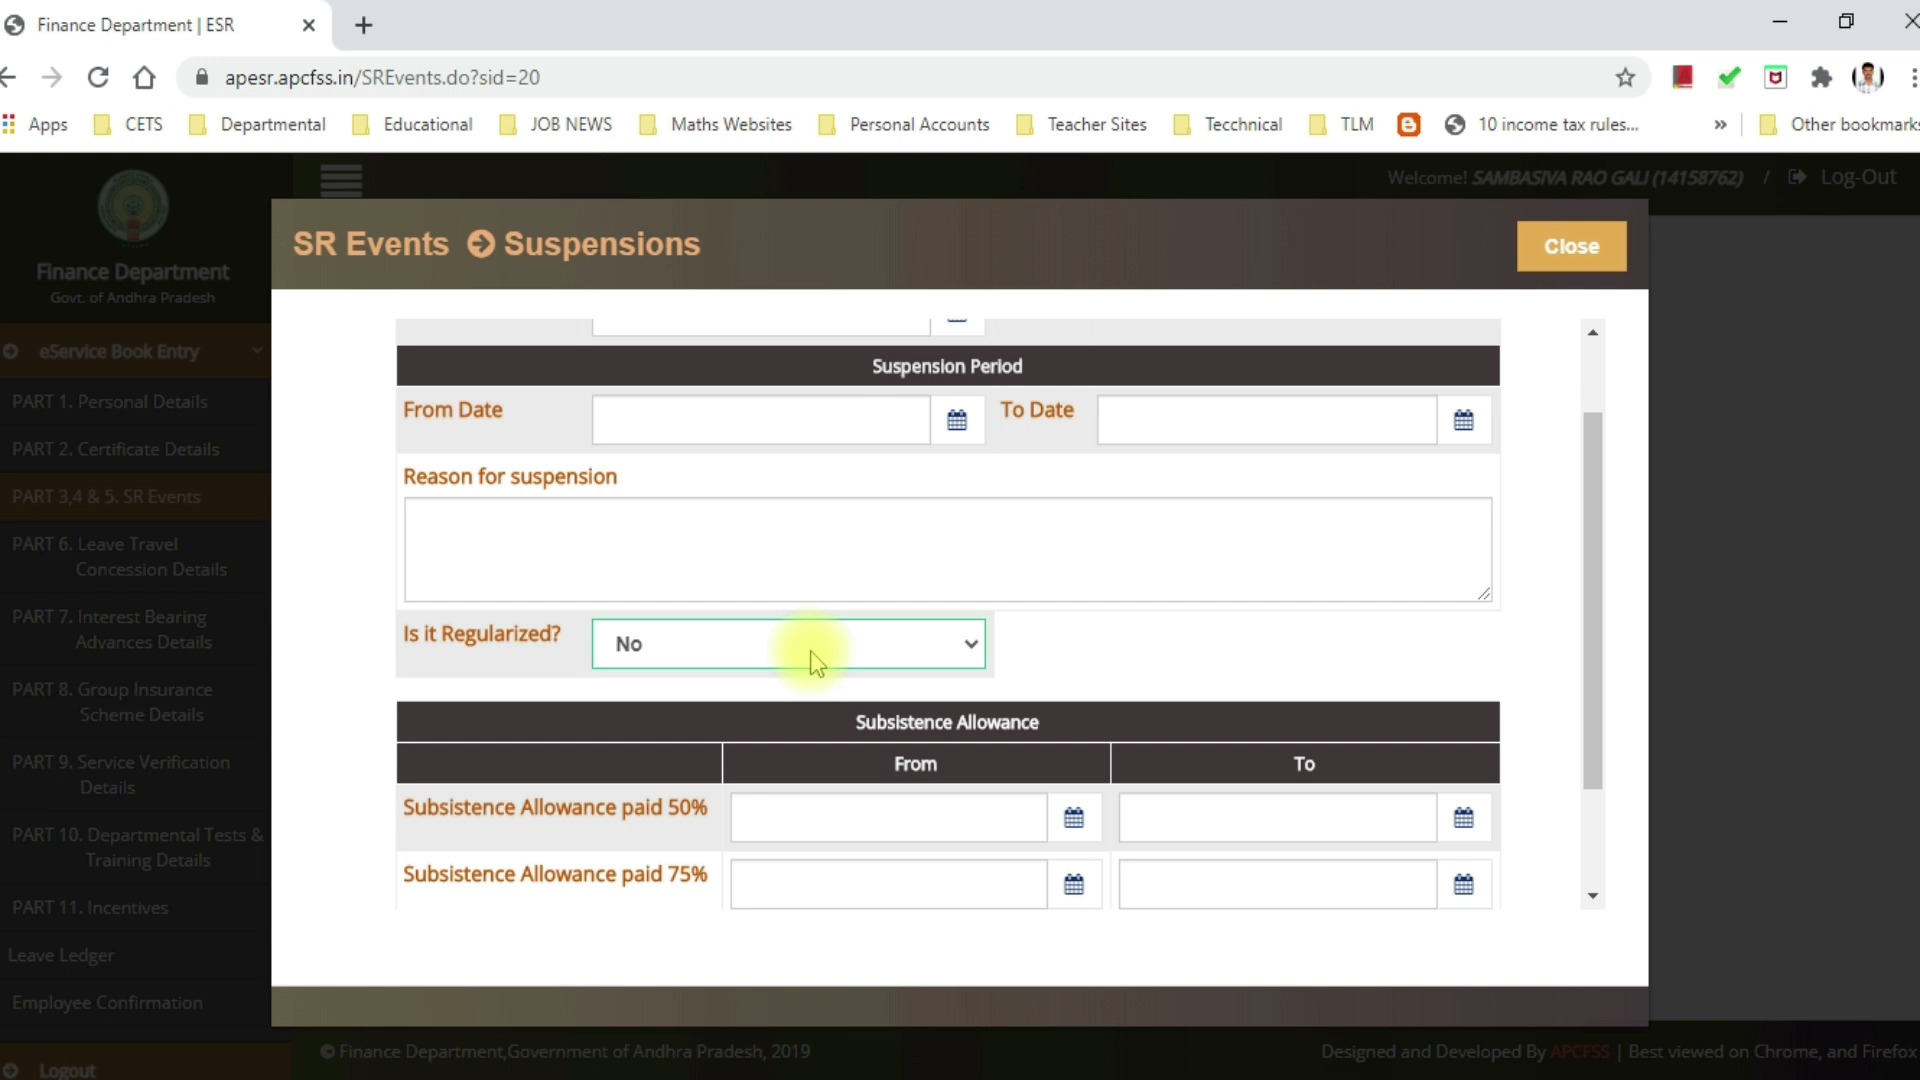 Finance Department | ESR
apesr.apcfss.in/SREvents.do?sid=20
Apps CETS Departmental Educational JOB NEWS Maths Websites Personal Accounts Teacher Sites Tecchnical TLM 10 income tax rules... » Other bookmarks
Welcome! SAMBASIVA RAO GALI (14158762) / Log-Out
Finance Department
Govt. of Andhra Pradesh
eService Book Entry
PART 1. Personal Details
PART 2. Certificate Details
PART 3,4 & 5. SR Events
PART 6. Leave Travel
Concession Details
PART 7. Interest Bearing
Advances Details
PART 8. Group Insurance
Scheme Details
PART 9. Service Verification
Details
PART 10. Departmental Tests &
Training Details
PART 11. Incentives
Leave Ledger
Employee Confirmation
Logout
SR Events Suspensions
Close
Suspension Period
From Date To Date
Reason for suspension
Is it Regularized? No
Subsistence Allowance
From To
Subsistence Allowance paid 50%
Subsistence Allowance paid 75%
© Finance Department,Government of Andhra Pradesh, 2019
Designed and Developed By APCFSS | Best viewed on Chrome, and Firefox